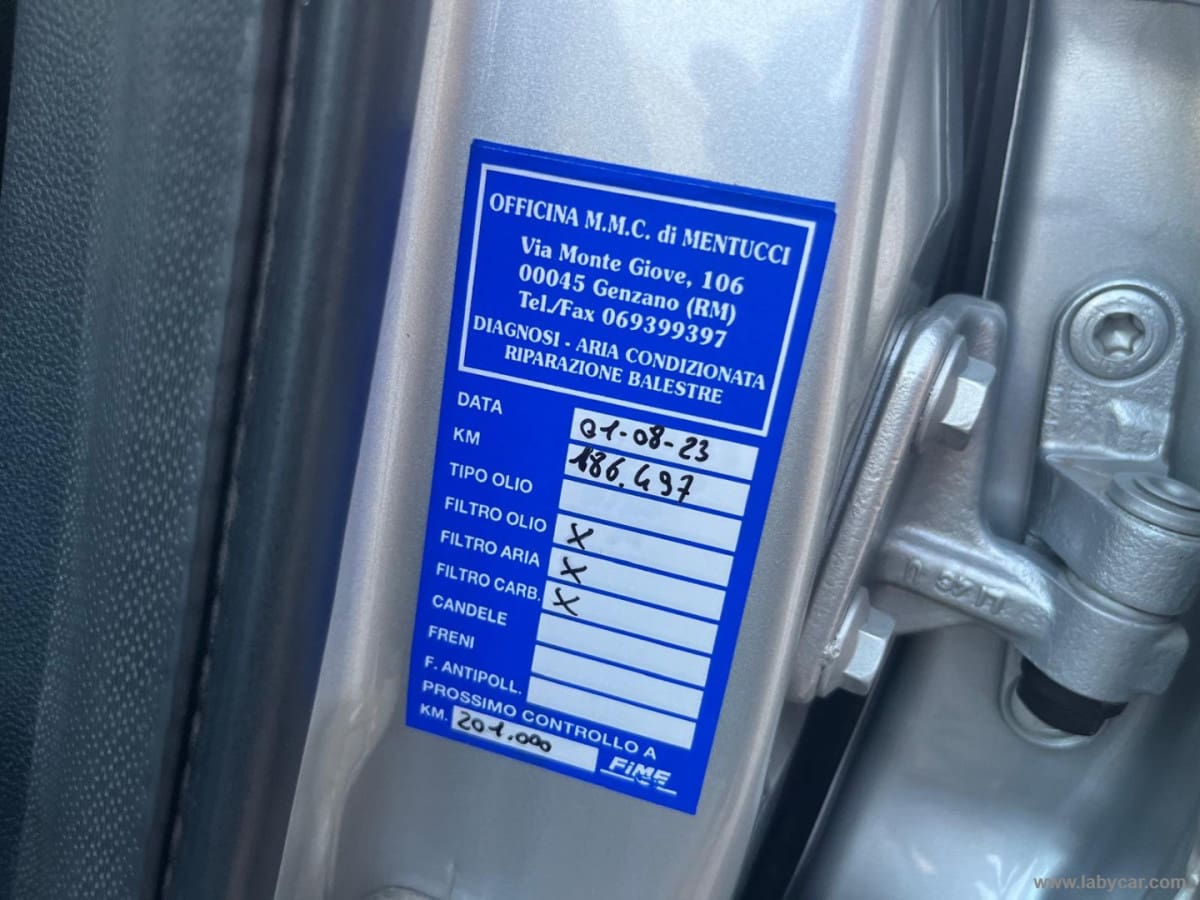 OFFICINA M.M.C. di MENTUCCI
Via Monte Giove, 106
00045 Genzano (RM)
Tel./Fax 069399397
DIAGNOSI - ARIA CONDIZIONATA
RIPARAZIONE BALESTRE
DATA 01-08-23
KM 186.497
TIPO OLIO
FILTRO OLIO X
FILTRO ARIA X
FILTRO CARB. X
CANDELE
FRENI
F. ANTIPOLL.
PROSSIMO CONTROLLO A
KM. 201.000
FiME
www.labycar.com